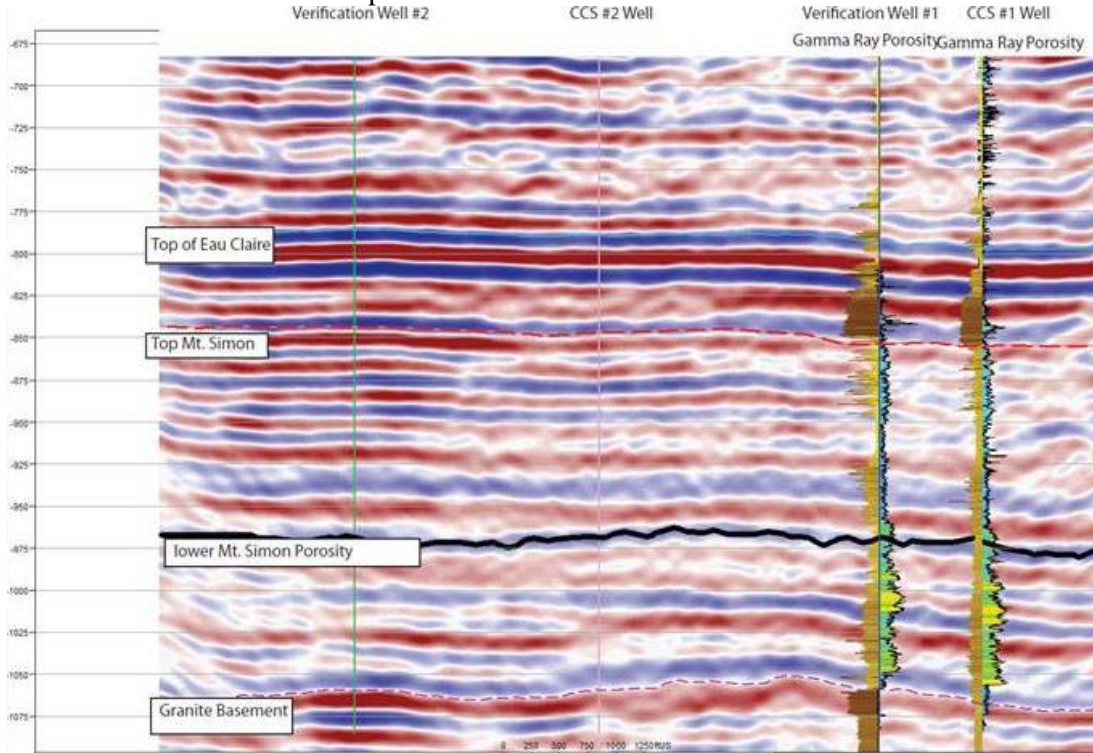 Verification Well #2 CCS #2 Well Verification Well #1 CCS #1 Well
Gamma Ray Porosity Gamma Ray Porosity
-675
-700
-725
-750
-775
Top of Eau Claire
-800
-825
Top Mt. Simon
-850
-875
-900
-925
-950
lower Mt. Simon Porosity
-975
-1000
-1025
-1050
Granite Basement
-1075
0 250 500 750 1000 1250